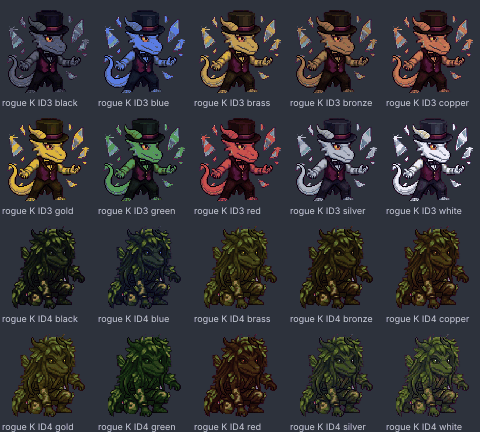 rogue K ID3 black
rogue K ID3 blue
rogue K ID3 brass
rogue K ID3 bronze
rogue K ID3 copper
rogue K ID3 gold
rogue K ID3 green
rogue K ID3 red
rogue K ID3 silver
rogue K ID3 white
rogue K ID4 black
rogue K ID4 blue
rogue K ID4 brass
rogue K ID4 bronze
rogue K ID4 copper
rogue K ID4 gold
rogue K ID4 green
rogue K ID4 red
rogue K ID4 silver
rogue K ID4 white